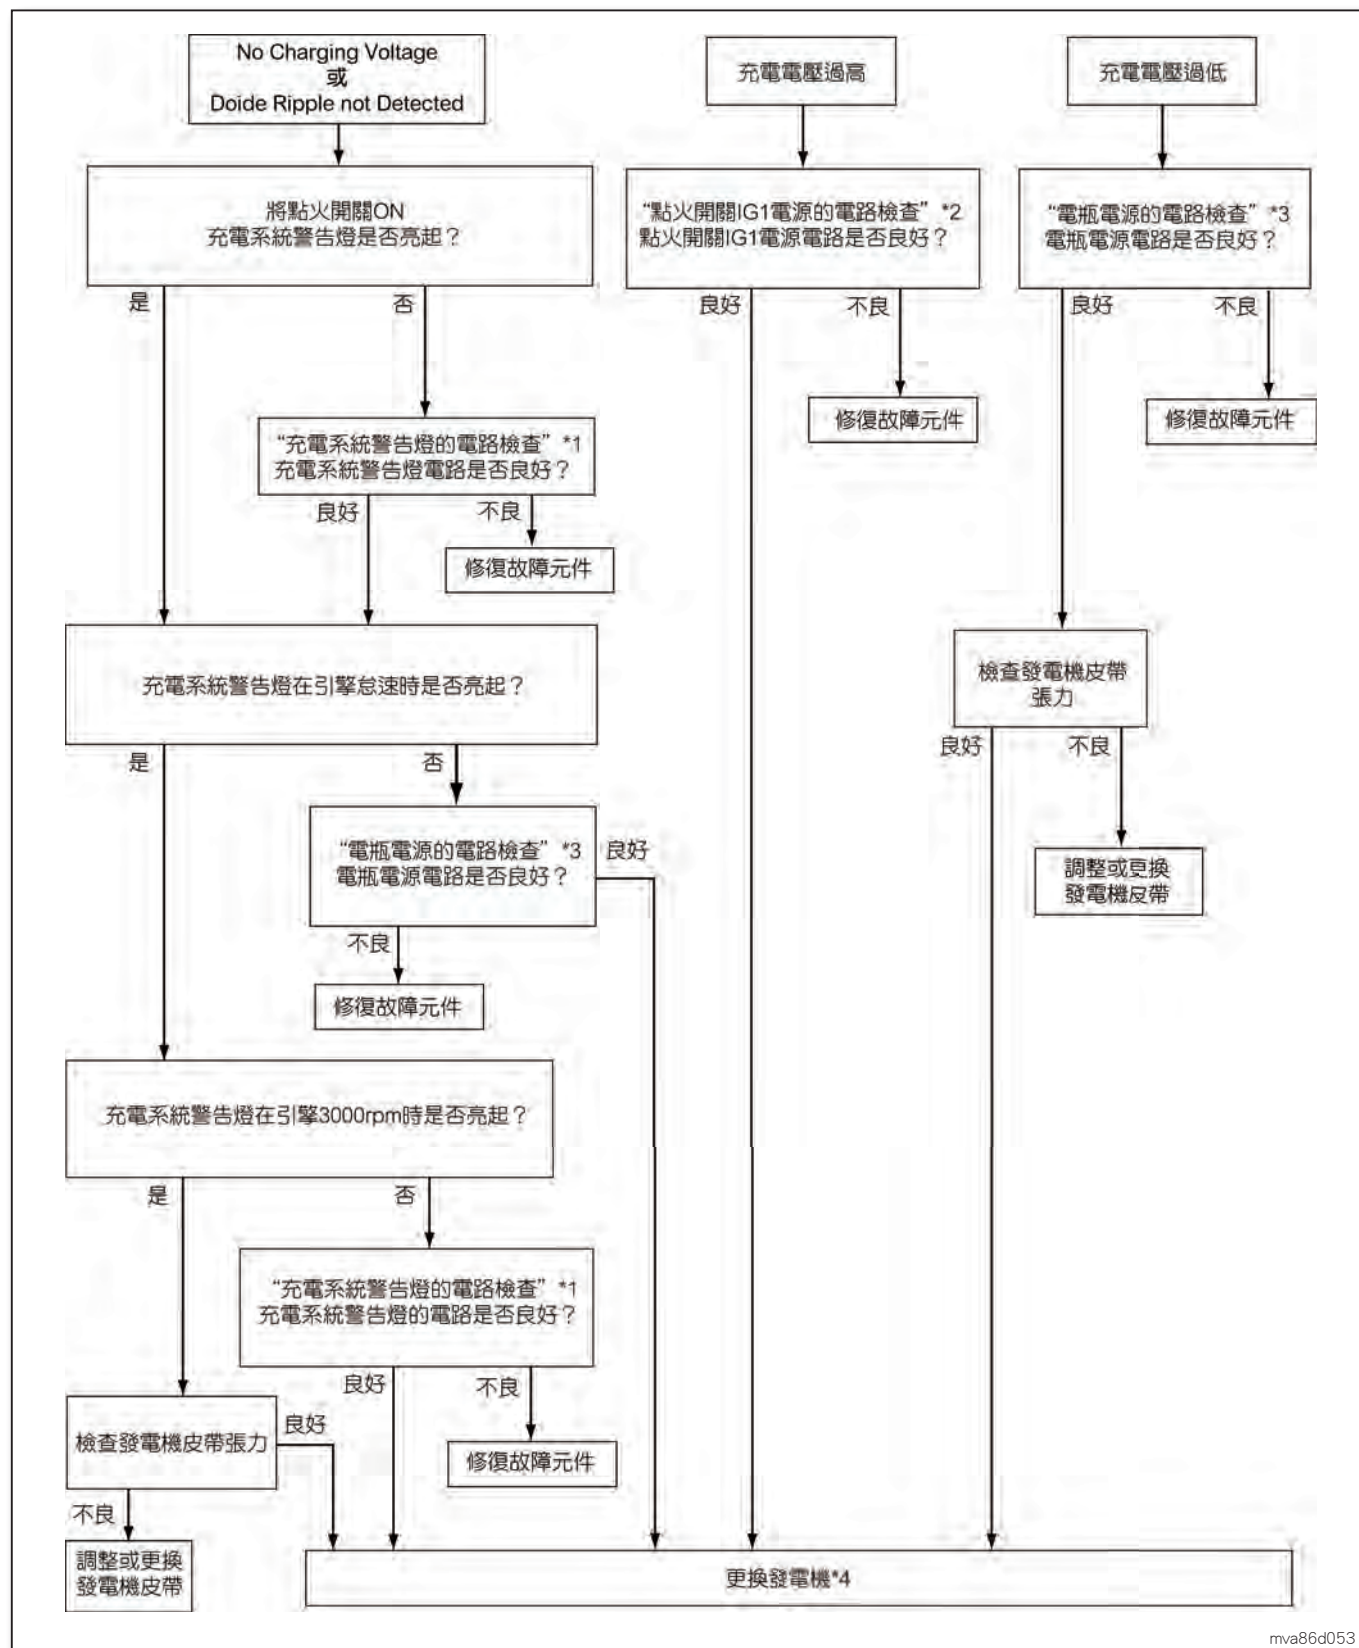 No Charging Voltage
或
Doide Ripple not Detected
充電電壓過高
充電電壓過低
將點火開關ON
充電系統警告燈是否亮起？
“點火開關IG1電源的電路檢查” *2
點火開關IG1電源電路是否良好？
“電瓶電源的電路檢查” *3
電瓶電源電路是否良好？
是
否
良好
不良
良好
不良
修復故障元件
修復故障元件
“充電系統警告燈的電路檢查” *1
充電系統警告燈電路是否良好？
良好
不良
修復故障元件
充電系統警告燈在引擎怠速時是否亮起？
檢查發電機皮帶
張力
是
否
良好
不良
“電瓶電源的電路檢查” *3
電瓶電源電路是否良好？
良好
調整或更換
發電機皮帶
不良
修復故障元件
充電系統警告燈在引擎3000rpm時是否亮起？
是
否
“充電系統警告燈的電路檢查” *1
充電系統警告燈的電路是否良好？
良好
不良
檢查發電機皮帶張力
良好
修復故障元件
不良
調整或更換
發電機皮帶
更換發電機*4
mva86d053